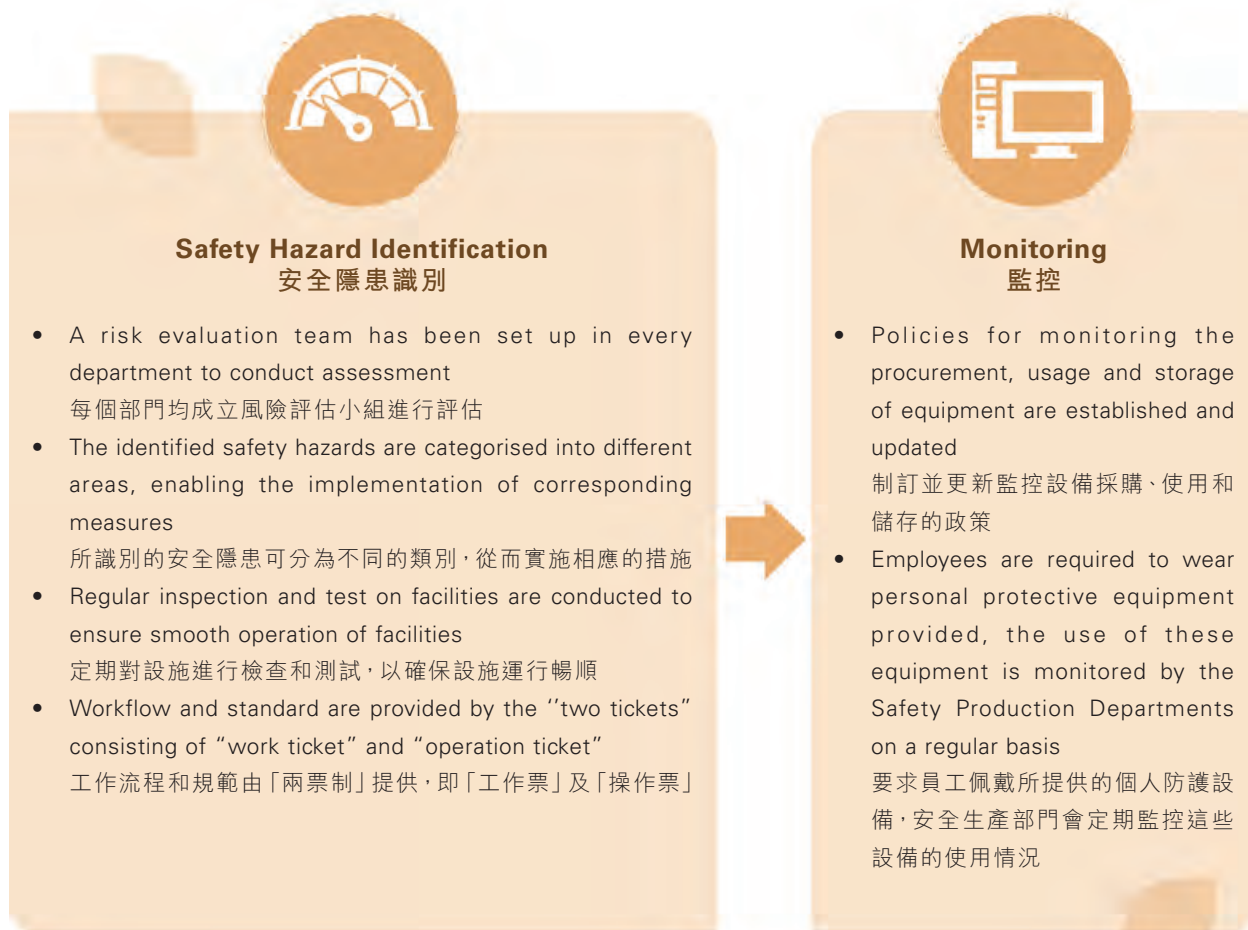 Safety Hazard Identification
安全隱患識別
• A risk evaluation team has been set up in every
department to conduct assessment
每個部門均成立風險評估小組進行評估
• The identified safety hazards are categorised into different
areas, enabling the implementation of corresponding
measures
所識別的安全隱患可分為不同的類別，從而實施相應的措施
• Regular inspection and test on facilities are conducted to
ensure smooth operation of facilities
定期對設施進行檢查和測試，以確保設施運行暢順
• Workflow and standard are provided by the ‘‘two tickets”
consisting of “work ticket” and “operation ticket”
工作流程和規範由「兩票制」提供，即「工作票」及「操作票」
Monitoring
監控
• Policies for monitoring the
procurement, usage and storage
of equipment are established and
updated
制訂並更新監控設備採購、使用和
儲存的政策
• Employees are required to wear
personal protective equipment
provided, the use of these
equipment is monitored by the
Safety Production Departments
on a regular basis
要求員工佩戴所提供的個人防護設
備，安全生產部門會定期監控這些
設備的使用情況